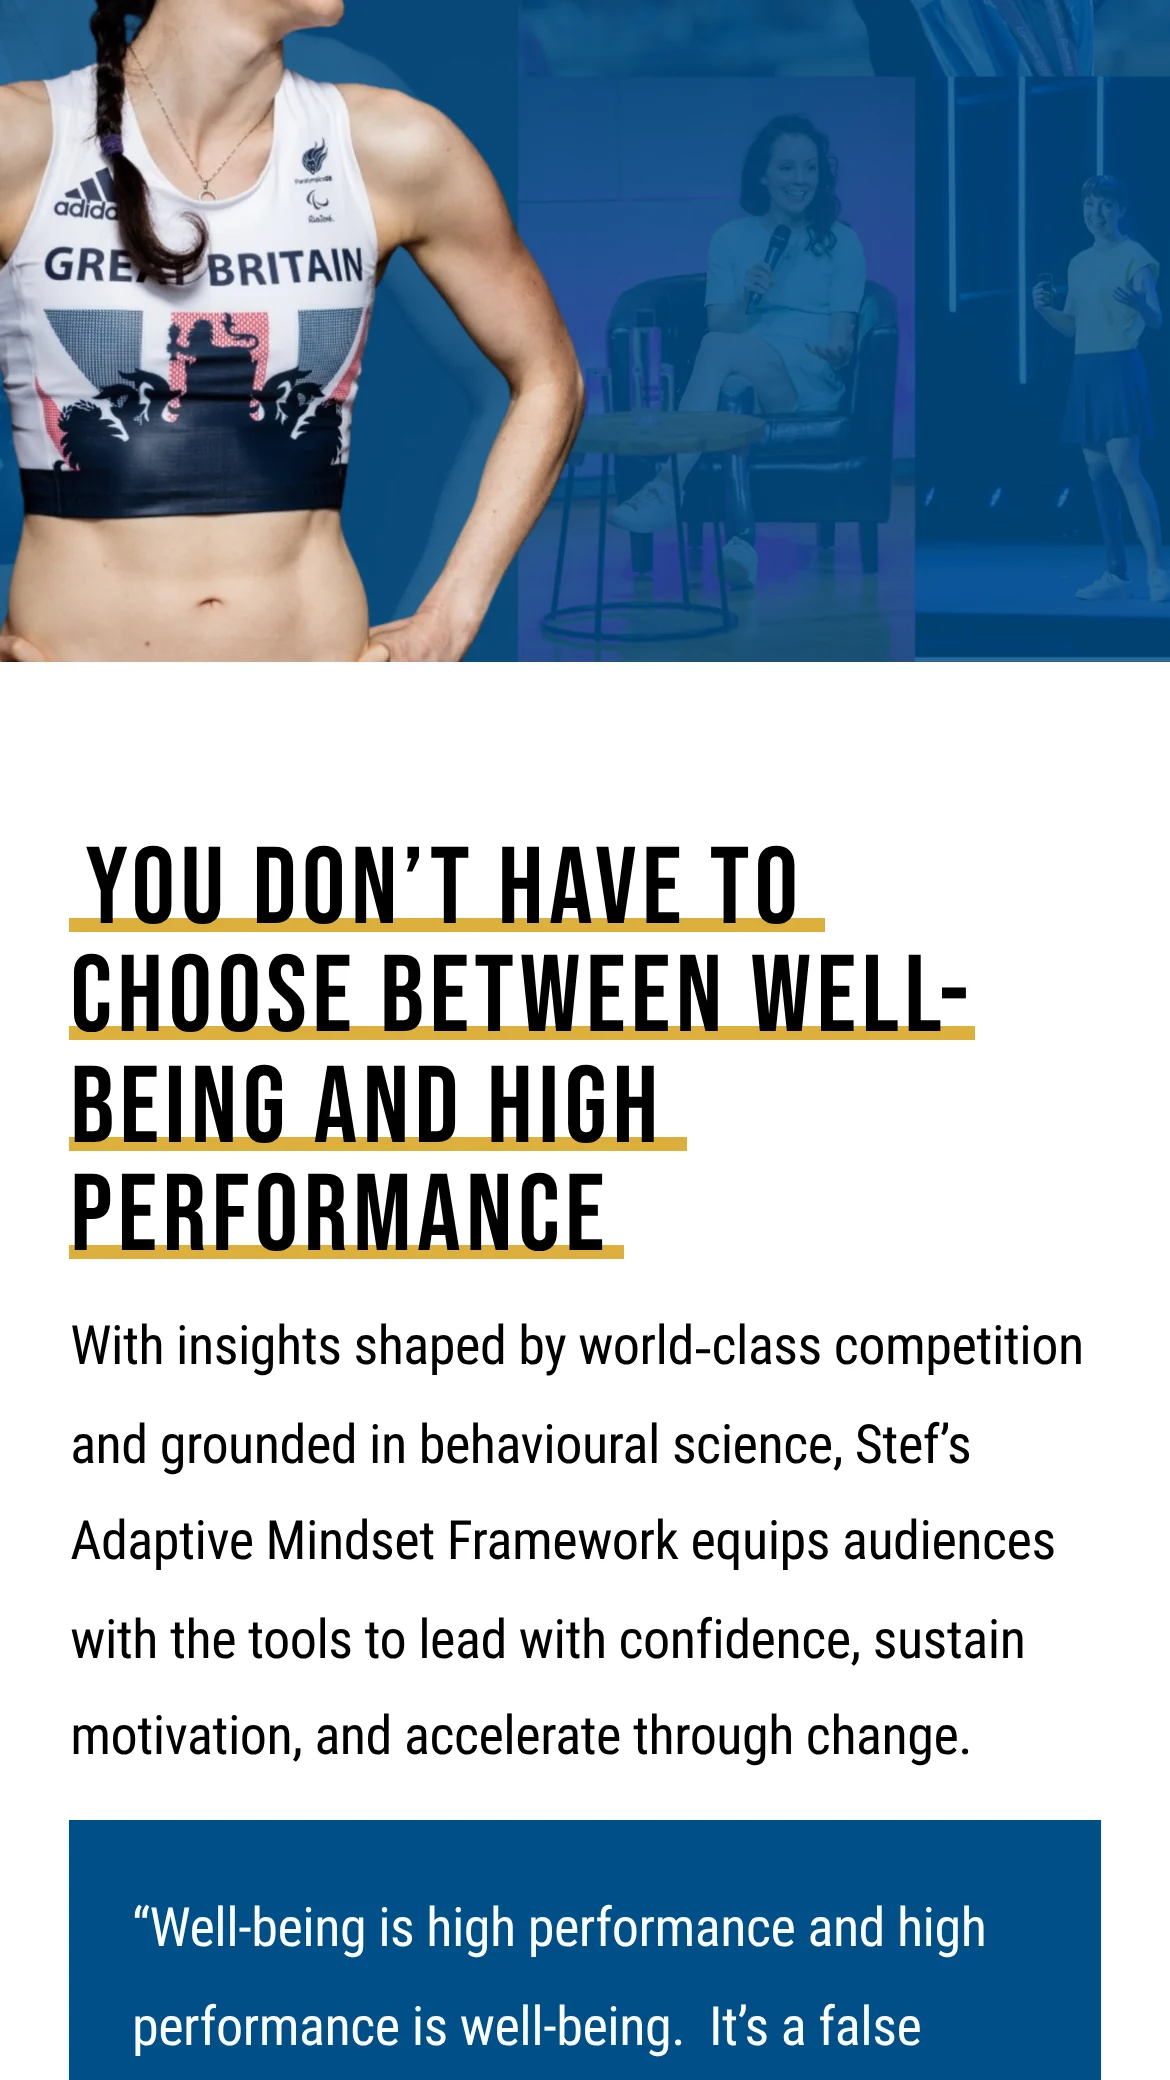 adidas
ParalympicsGB
GREAT BRITAIN
YOU DON’T HAVE TO
CHOOSE BETWEEN WELL-
BEING AND HIGH
PERFORMANCE
With insights shaped by world-class competition
and grounded in behavioural science, Stef’s
Adaptive Mindset Framework equips audiences
with the tools to lead with confidence, sustain
motivation, and accelerate through change.
“Well-being is high performance and high
performance is well-being.  It’s a false